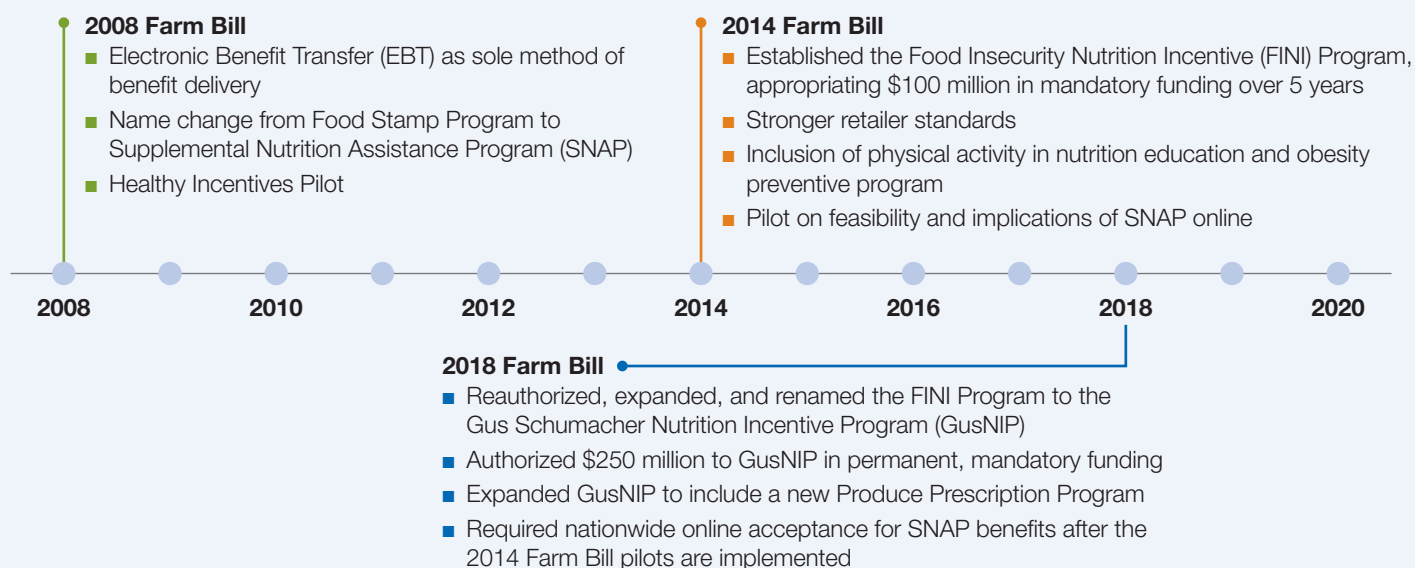 2008 Farm Bill
■ Electronic Benefit Transfer (EBT) as sole method of
benefit delivery
■ Name change from Food Stamp Program to
Supplemental Nutrition Assistance Program (SNAP)
■ Healthy Incentives Pilot
2014 Farm Bill
■ Established the Food Insecurity Nutrition Incentive (FINI) Program,
appropriating $100 million in mandatory funding over 5 years
■ Stronger retailer standards
■ Inclusion of physical activity in nutrition education and obesity
preventive program
■ Pilot on feasibility and implications of SNAP online
2008 2010 2012 2014 2016 2018 2020
2018 Farm Bill
■ Reauthorized, expanded, and renamed the FINI Program to the
Gus Schumacher Nutrition Incentive Program (GusNIP)
■ Authorized $250 million to GusNIP in permanent, mandatory funding
■ Expanded GusNIP to include a new Produce Prescription Program
■ Required nationwide online acceptance for SNAP benefits after the
2014 Farm Bill pilots are implemented